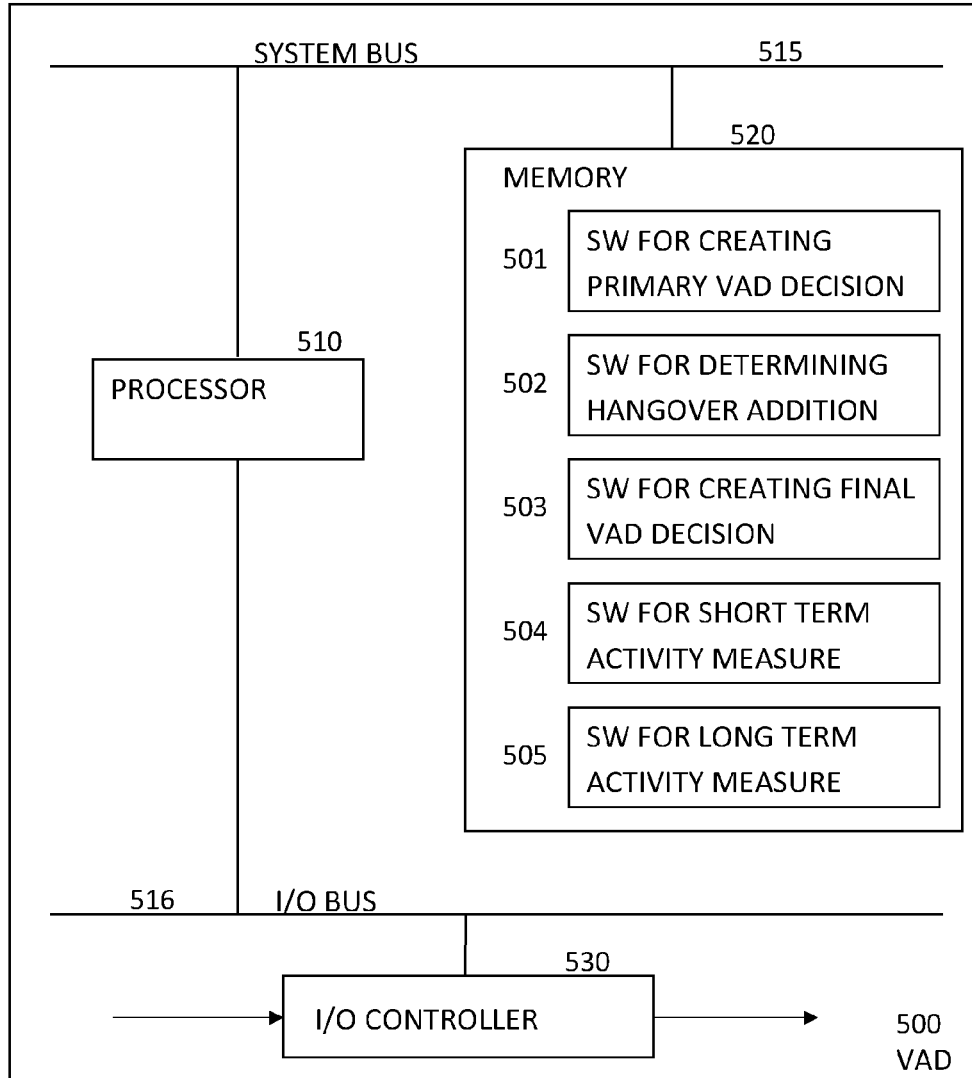 SYSTEM BUS 515
520
MEMORY
501 SW FOR CREATING
PRIMARY VAD DECISION
510
PROCESSOR
502 SW FOR DETERMINING
HANGOVER ADDITION
503 SW FOR CREATING FINAL
VAD DECISION
504 SW FOR SHORT TERM
ACTIVITY MEASURE
505 SW FOR LONG TERM
ACTIVITY MEASURE
516 I/O BUS
530
I/O CONTROLLER
500
VAD